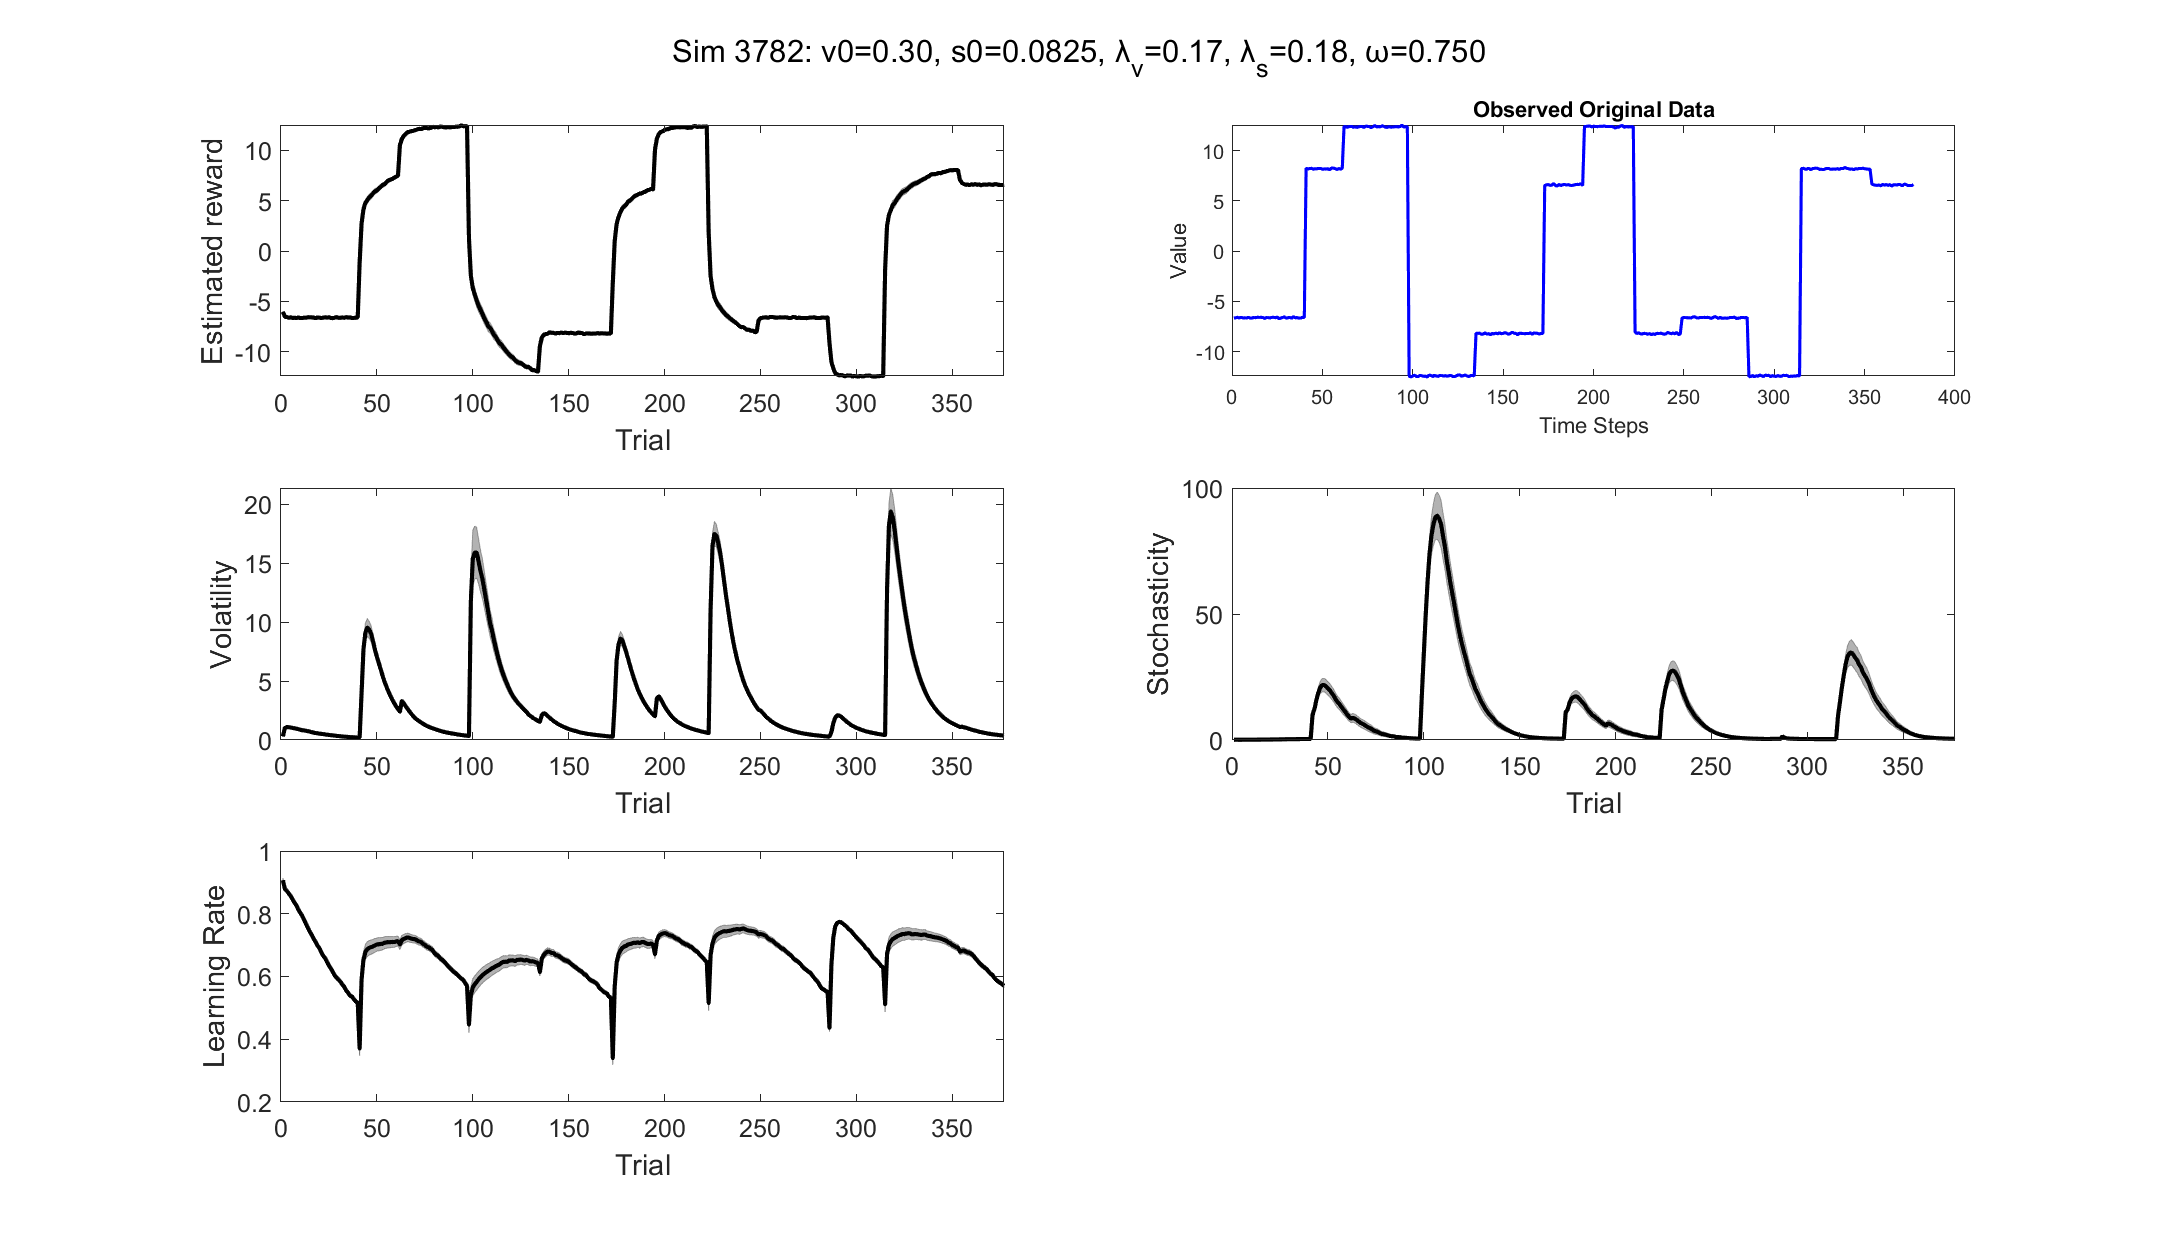 Sim 3782: v0=0.30, s0=0.0825, λv=0.17, λs=0.18, ω=0.750
Estimated reward
10
5
0
-5
-10
0 50 100 150 200 250 300 350
Trial
Observed Original Data
Value
10
5
0
-5
-10
0 50 100 150 200 250 300 350 400
Time Steps
Volatility
20
15
10
5
0
0 50 100 150 200 250 300 350
Trial
Stochasticity
100
50
0
0 50 100 150 200 250 300 350
Trial
Learning Rate
1
0.8
0.6
0.4
0.2
0 50 100 150 200 250 300 350
Trial